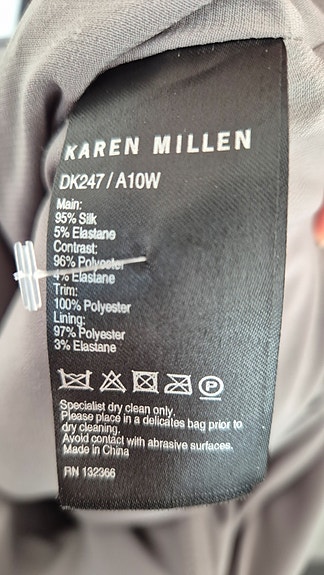 KAREN MILLEN
DK247 / A10W
Main:
95% Silk
5% Elastane
Contrast:
96% Polyester
4% Elastane
Trim:
100% Polyester
Lining:
97% Polyester
3% Elastane
P
Specialist dry clean only.
Please place in a delicates bag prior to
dry cleaning.
Avoid contact with abrasive surfaces.
Made in China
RN 132366